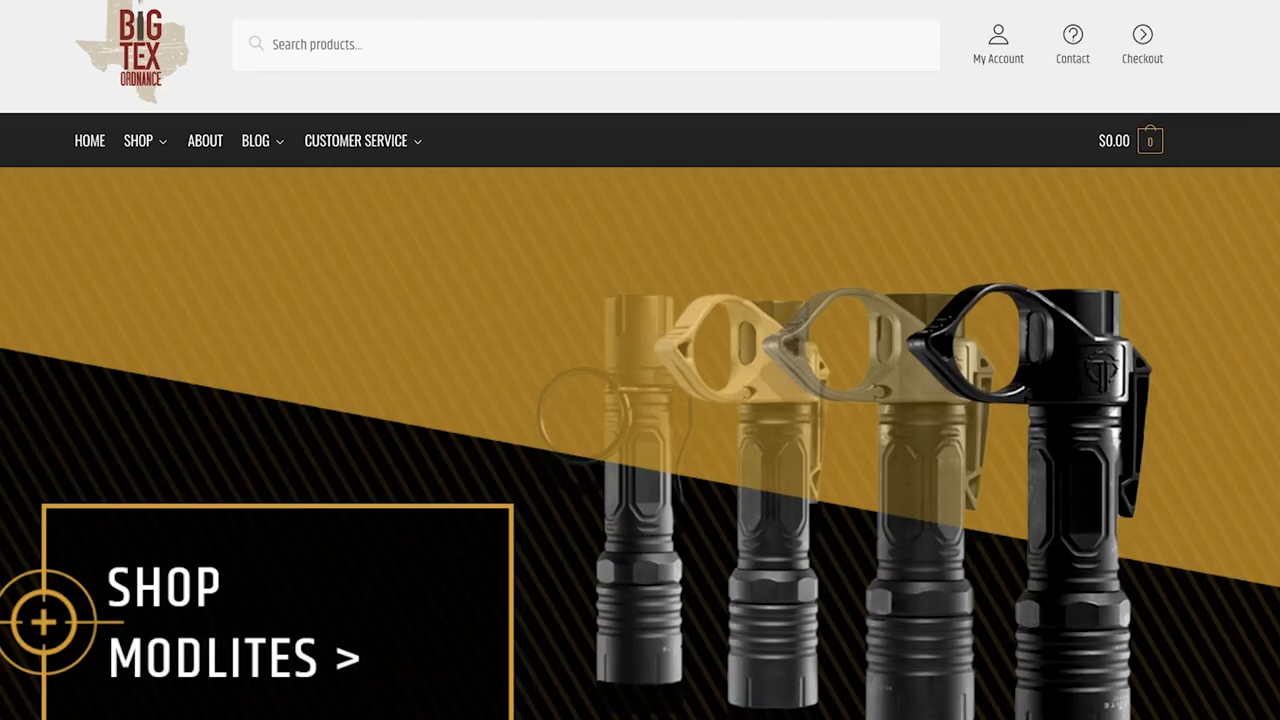 BIG
TEX
ORDNANCE
Search products...
My Account
Contact
Checkout
HOME
SHOP
ABOUT
BLOG
CUSTOMER SERVICE
$0.00
0
SHOP
MODLITES >